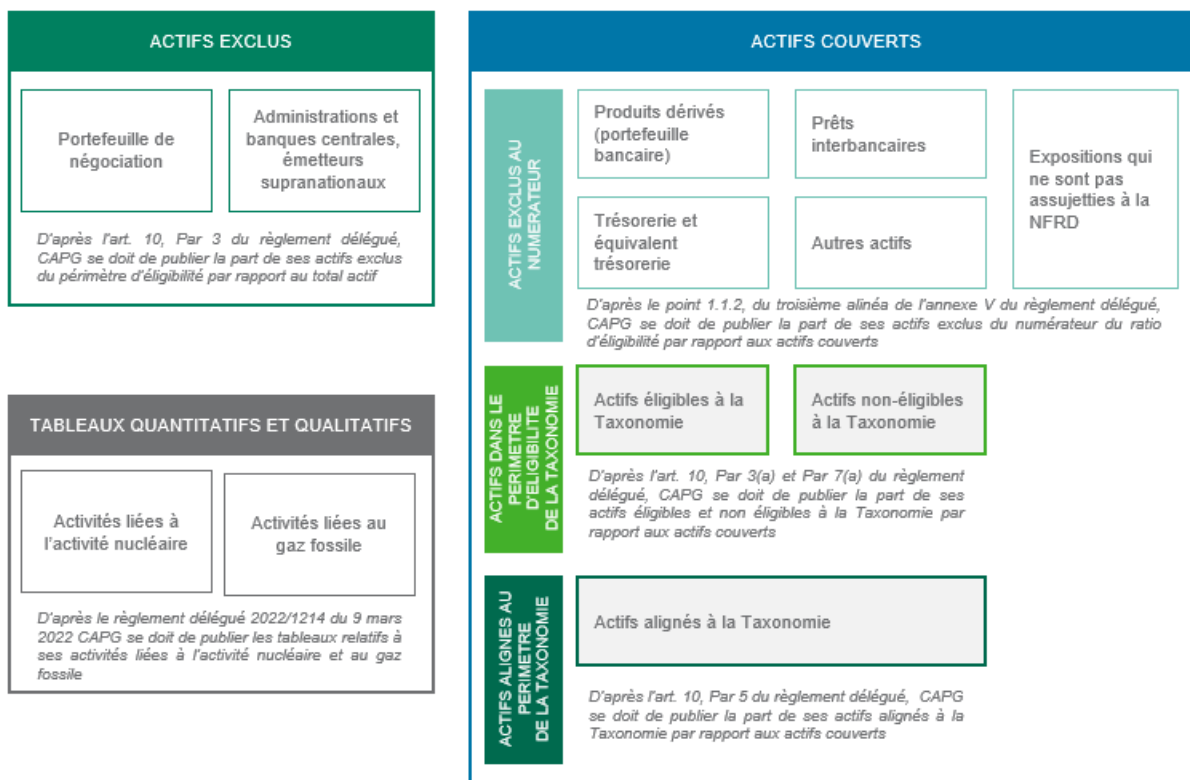 ACTIFS EXCLUS
Portefeuille de
négociation
Administrations et
banques centrales,
émetteurs
supranationaux
D'après l'art. 10, Par 3 du règlement délégué,
CAPG se doit de publier la part de ses actifs exclus
du périmètre d'éligibilité par rapport au total actif
TABLEAUX QUANTITATIFS ET QUALITATIFS
Activités liées à
l'activité nucléaire
Activités liées au
gaz fossile
D'après le règlement délégué 2022/1214 du 9 mars
2022 CAPG se doit de publier les tableaux relatifs à
ses activités liées à l'activité nucléaire et au gaz
fossile
ACTIFS COUVERTS
ACTIFS EXCLUS AU
NUMERATEUR
Produits dérivés
(portefeuille
bancaire)
Prêts
interbancaires
Expositions qui
ne sont pas
assujetties à la
NFRD
Trésorerie et
équivalent
trésorerie
Autres actifs
D'après le point 1.1.2, du troisième alinéa de l'annexe V du règlement délégué,
CAPG se doit de publier la part de ses actifs exclus du numérateur du ratio
d'éligibilité par rapport aux actifs couverts
ACTIFS DANS LE
PERIMETRE
D'ELIGIBILITE
DE LA TAXONOMIE
Actifs éligibles à la
Taxonomie
Actifs non-éligibles
à la Taxonomie
D'après l'art. 10, Par 3(a) et Par 7(a) du règlement
délégué, CAPG se doit de publier la part de ses
actifs éligibles et non éligibles à la Taxonomie par
rapport aux actifs couverts
ACTIFS ALIGNES AU
PERIMETRE
DE LA TAXONOMIE
Actifs alignés à la Taxonomie
D'après l'art. 10, Par 5 du règlement délégué, CAPG
se doit de publier la part de ses actifs alignés à la
Taxonomie par rapport aux actifs couverts